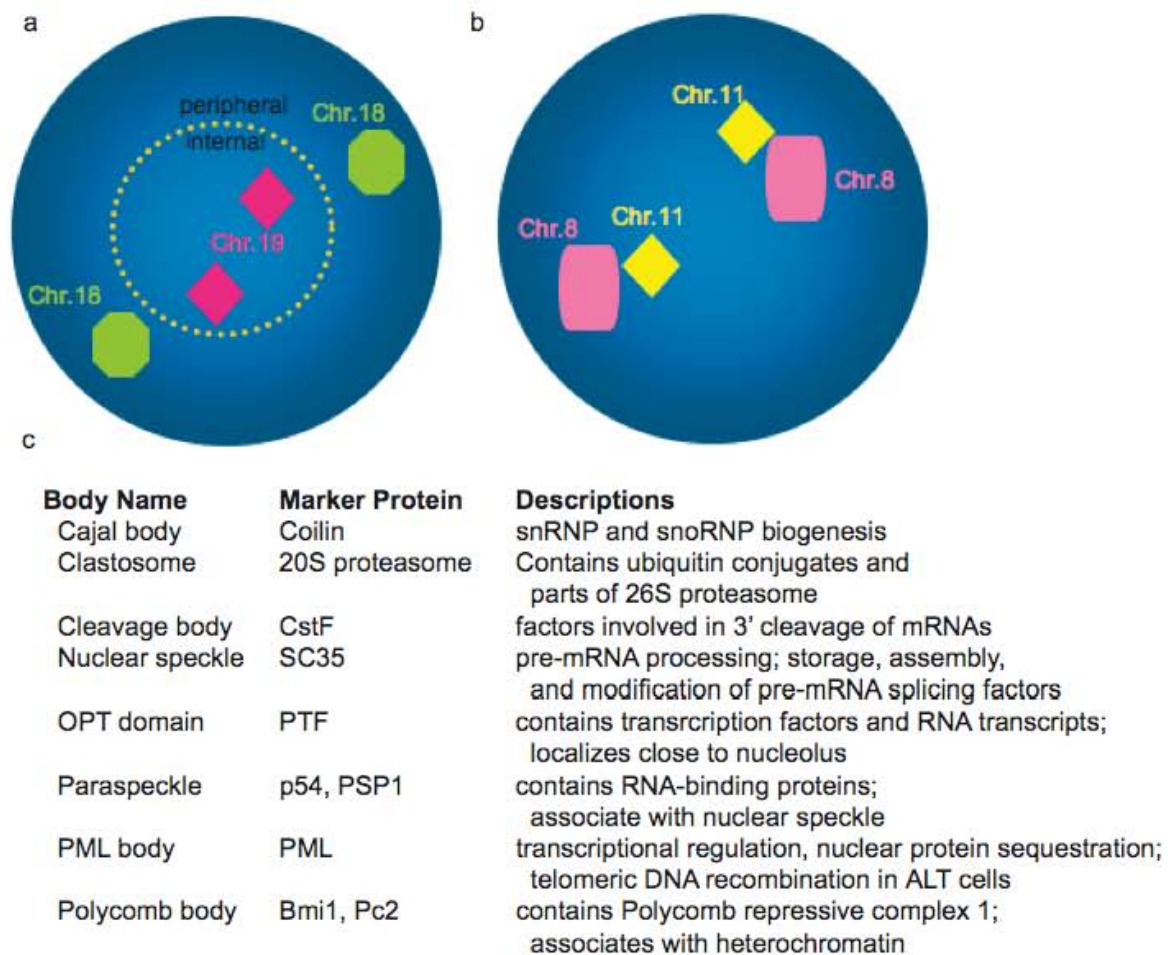 a
b
peripheral
internal
Chr.18
Chr.19
Chr.18
Chr.11
Chr.8
Chr.11
Chr.8
c
Body Name Marker Protein Descriptions
Cajal body Coilin snRNP and snoRNP biogenesis
Clastosome 20S proteasome Contains ubiquitin conjugates and
parts of 26S proteasome
Cleavage body CstF factors involved in 3' cleavage of mRNAs
Nuclear speckle SC35 pre-mRNA processing; storage, assembly,
and modification of pre-mRNA splicing factors
OPT domain PTF contains transrcription factors and RNA transcripts;
localizes close to nucleolus
Paraspeckle p54, PSP1 contains RNA-binding proteins;
associate with nuclear speckle
PML body PML transcriptional regulation, nuclear protein sequestration;
telomeric DNA recombination in ALT cells
Polycomb body Bmi1, Pc2 contains Polycomb repressive complex 1;
associates with heterochromatin